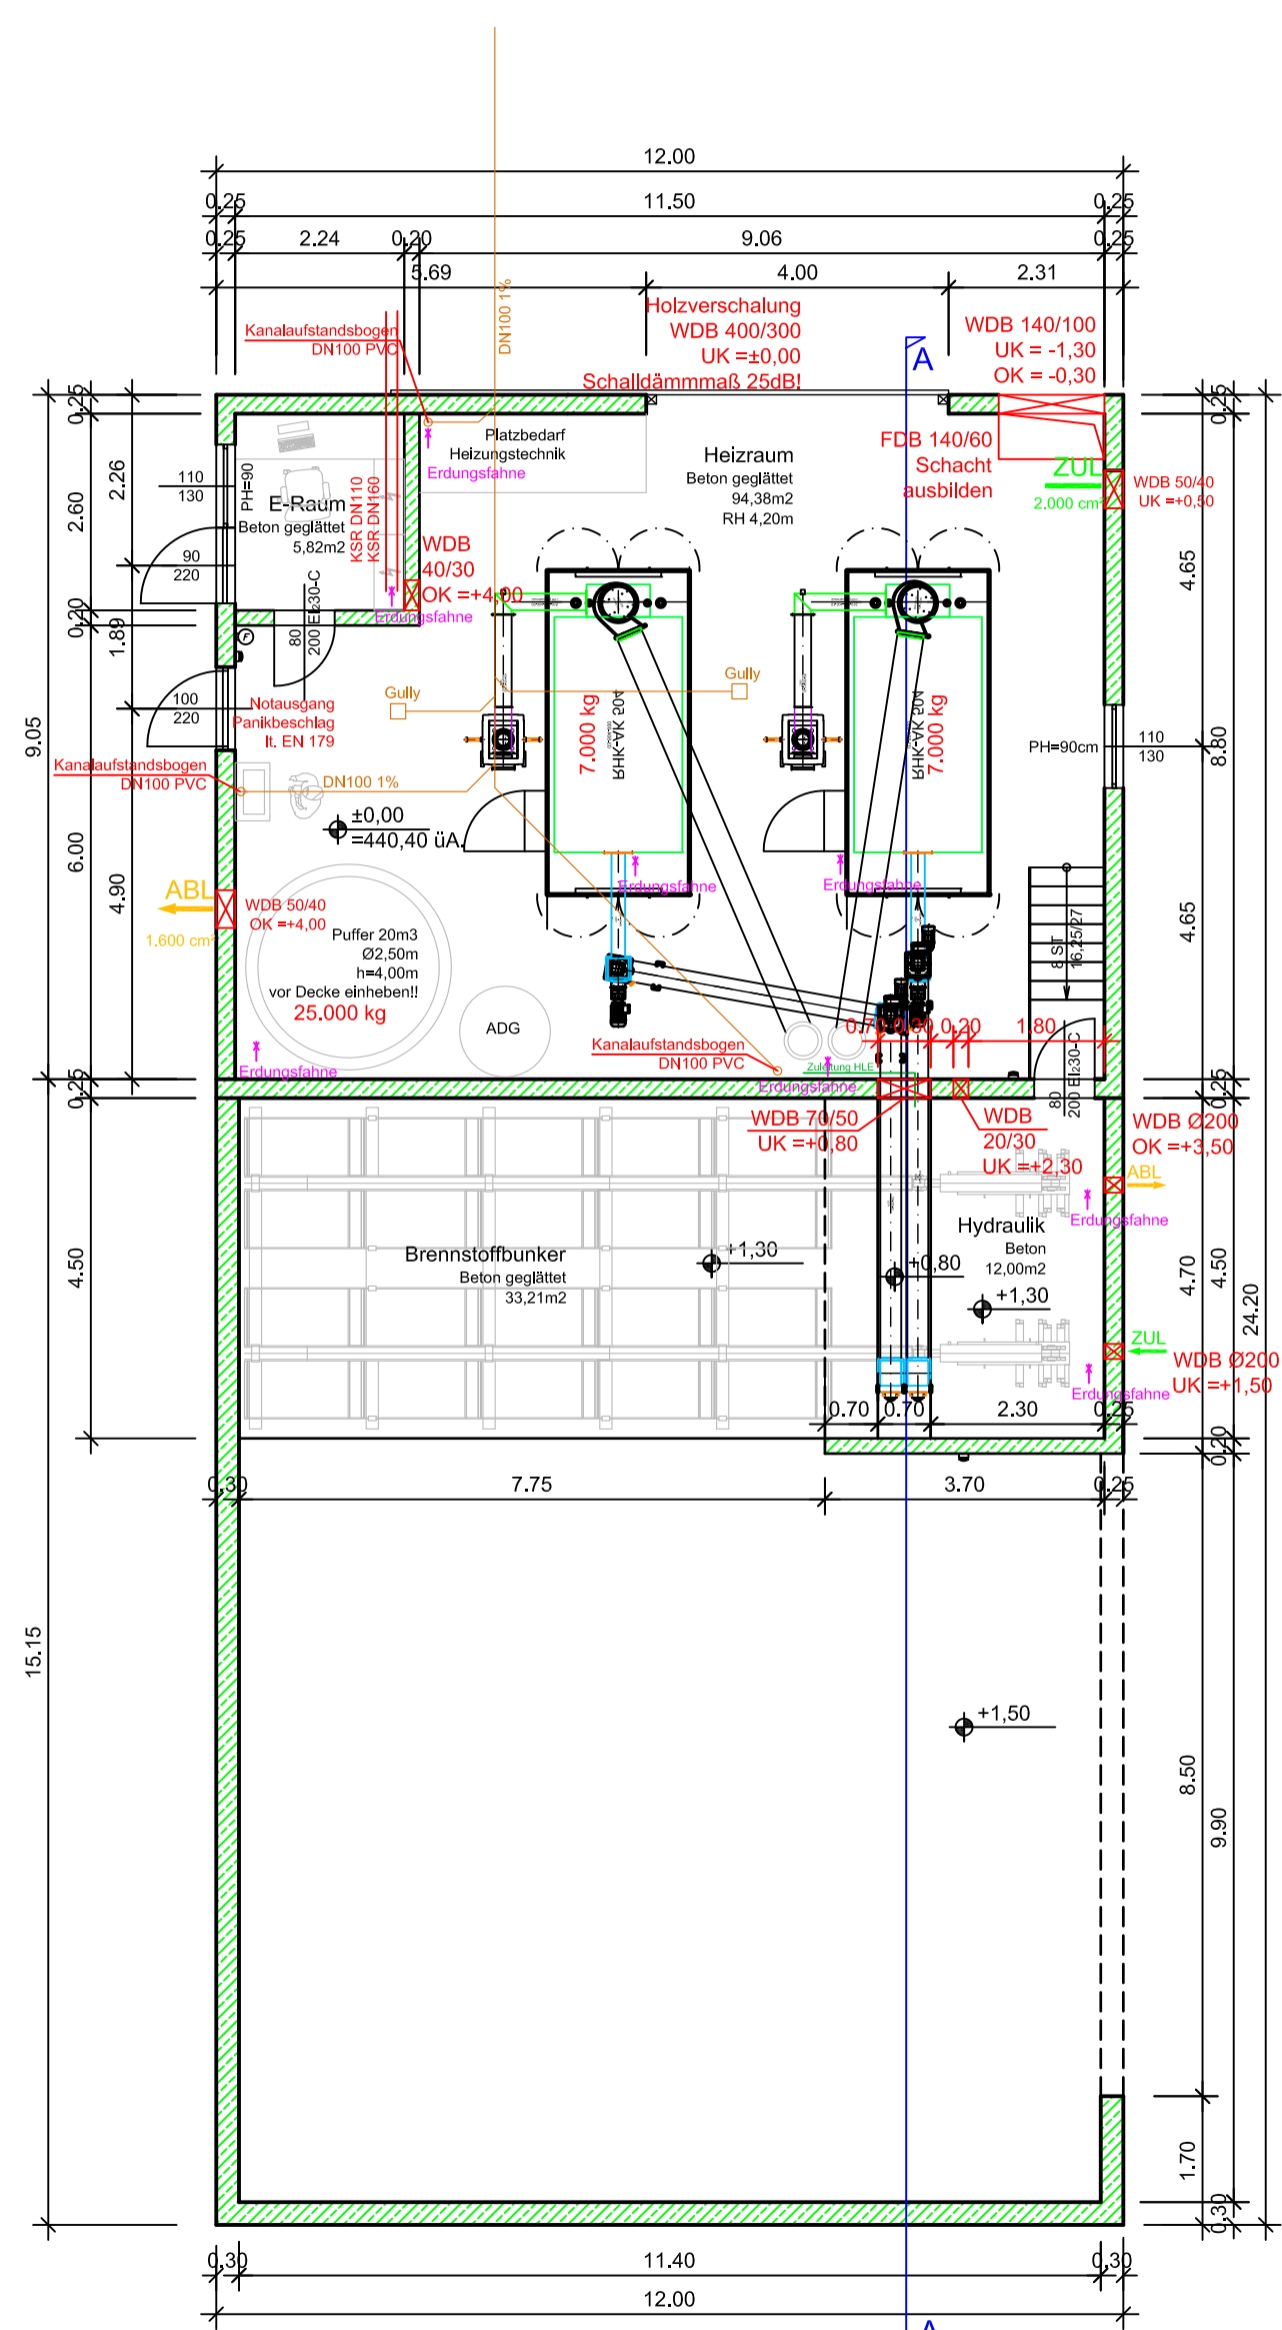 12.00
0.25
11.50
0.25
0.25
2.24
0.20
9.06
0.25
5.69
4.00
2.31
DN100 1%
Kanalaufstandsbogen
DN100 PVC
Holzverschalung
WDB 400/300
UK =±0,00
Schalldämmmaß 25dB!
A
WDB 140/100
UK = -1,30
OK = -0,30
0.25
2.26
2.60
0.20
1.89
9.05
6.00
4.90
0.25
4.50
15.15
110
130
PH=90
90
220
E-Raum
Beton geglättet
5,82m2
KSR DN110
KSR DN160
Erdungsfahne
Platzbedarf
Heizungstechnik
Erdungsfahne
WDB
40/30
OK =+4,00
80
200 EI₂30-C
Heizraum
Beton geglättet
94,38m2
RH 4,20m
FDB 140/60
Schacht
ausbilden
ZUL
2.000 cm²
WDB 50/40
UK =+0,50
0.25
4.65
8.80
100
220
Notausgang
Panikbeschlag
lt. EN 179
Gully
Gully
7.000 kg
RHK-AK 504
7.000 kg
RHK-AK 504
PH=90cm
110
130
Kanalaufstandsbogen
DN100 PVC
DN100 1%
±0,00
=440,40 üA.
ABL
1.600 cm²
WDB 50/40
OK =+4,00
Puffer 20m3
Ø2,50m
h=4,00m
vor Decke einheben!!
25.000 kg
ADG
Erdungsfahne
Erdungsfahne
Erdungsfahne
8 ST
16,25/27
4.65
Kanalaufstandsbogen
DN100 PVC
Zuleitung HLE
Erdungsfahne
0.70
0.30
0.20
1.80
80
200 EI₂30-C
0.25
WDB 70/50
UK =+0,80
WDB
20/30
UK =+2,30
WDB Ø200
OK =+3,50
ABL
Erdungsfahne
Brennstoffbunker
Beton geglättet
33,21m2
+1,30
+0,80
Hydraulik
Beton
12,00m2
+1,30
4.70
4.50
24.20
ZUL
WDB Ø200
UK =+1,50
Erdungsfahne
0.70
0.70
2.30
0.25
0.20
0.30
7.75
3.70
0.25
+1,50
8.50
9.90
1.70
0.30
0.30
11.40
0.30
12.00
A